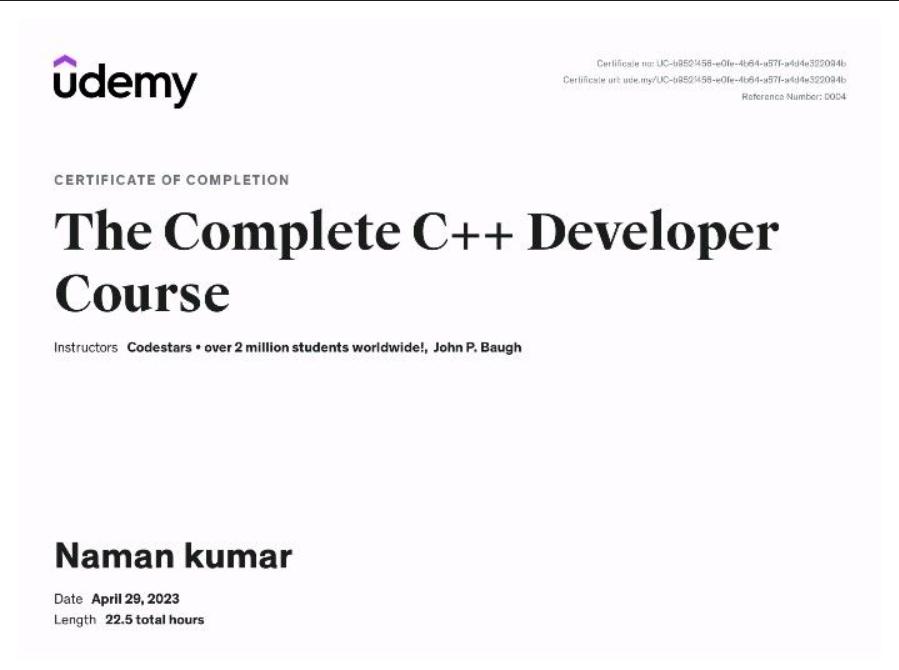 udemy
Certificate no: UC-b9521456-e0fe-4b64-a57f-a4d4e322094b
Certificate url: ude.my/UC-b9521456-e0fe-4b64-a57f-a4d4e322094b
Reference Number: 0004
CERTIFICATE OF COMPLETION
The Complete C++ Developer
Course
Instructors Codestars • over 2 million students worldwide!, John P. Baugh
Naman kumar
Date April 29, 2023
Length 22.5 total hours